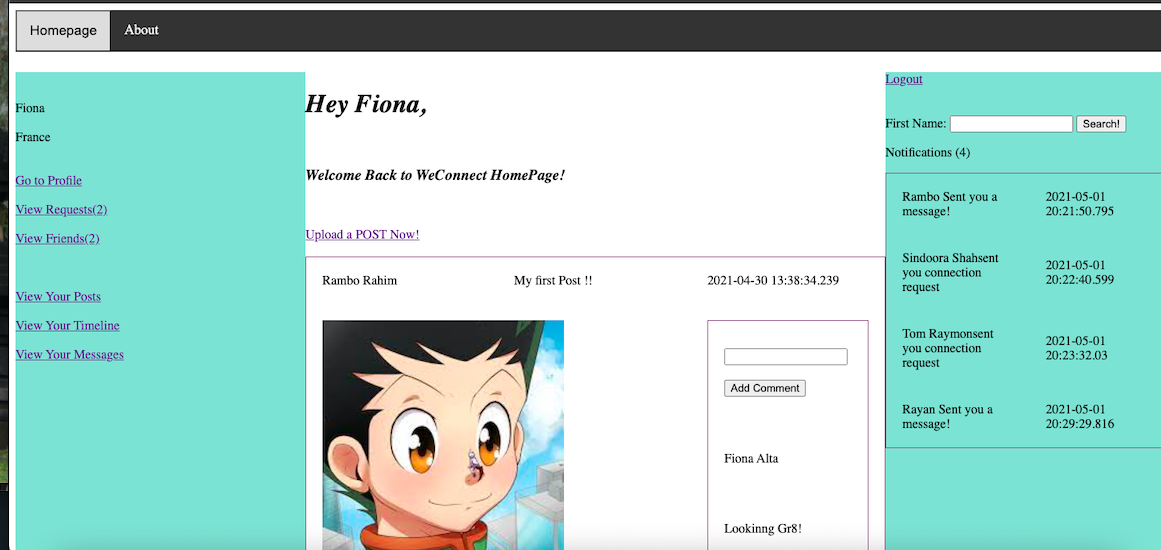 Homepage About
Fiona
France
Go to Profile
View Requests(2)
View Friends(2)
View Your Posts
View Your Timeline
View Your Messages
Hey Fiona,
Welcome Back to WeConnect HomePage!
Upload a POST Now!
Rambo Rahim My first Post !! 2021-04-30 13:38:34.239
Add Comment
Fiona Alta
Lookinng Gr8!
Logout
First Name: Search!
Notifications (4)
Rambo Sent you a
message!
2021-05-01
20:21:50.795
Sindoora Shahsent
you connection
request
2021-05-01
20:22:40.599
Tom Raymonsent
you connection
request
2021-05-01
20:23:32.03
Rayan Sent you a
message!
2021-05-01
20:29:29.816